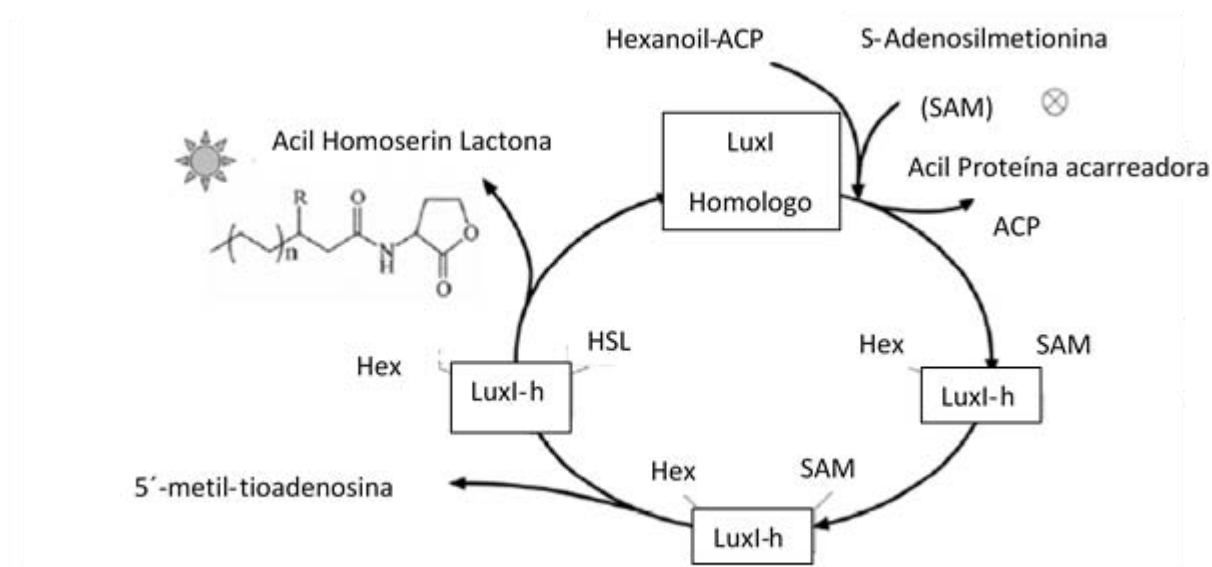 Hexanoil-ACP
S-Adenosilmetionina
(SAM)
LuxI
Homologo
Acil Proteína acarreadora
ACP
Acil Homoserin Lactona
R
O
n
N
H
O
O
Hex
HSL
LuxI-h
Hex
SAM
LuxI-h
Hex
SAM
LuxI-h
5´-metil-tioadenosina